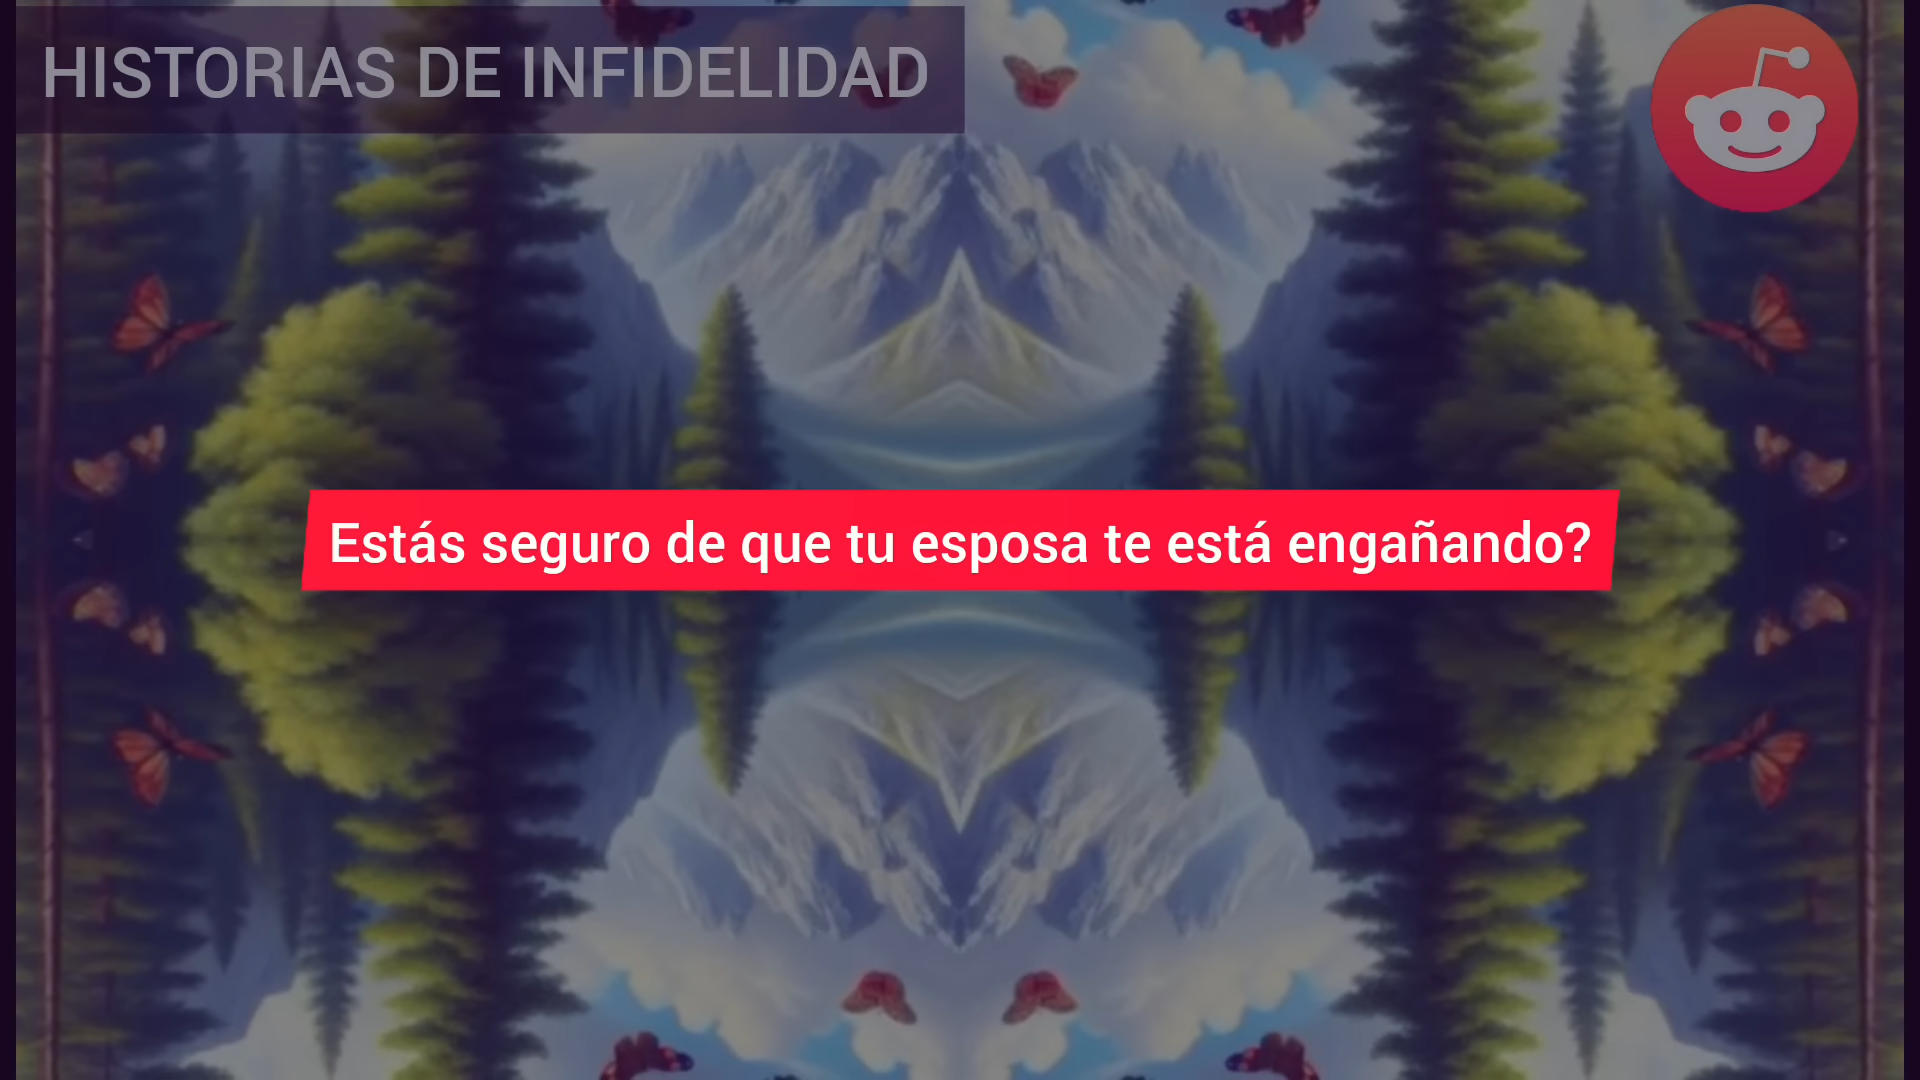 HISTORIAS DE INFIDELIDAD
Estás seguro de que tu esposa te está engañando?